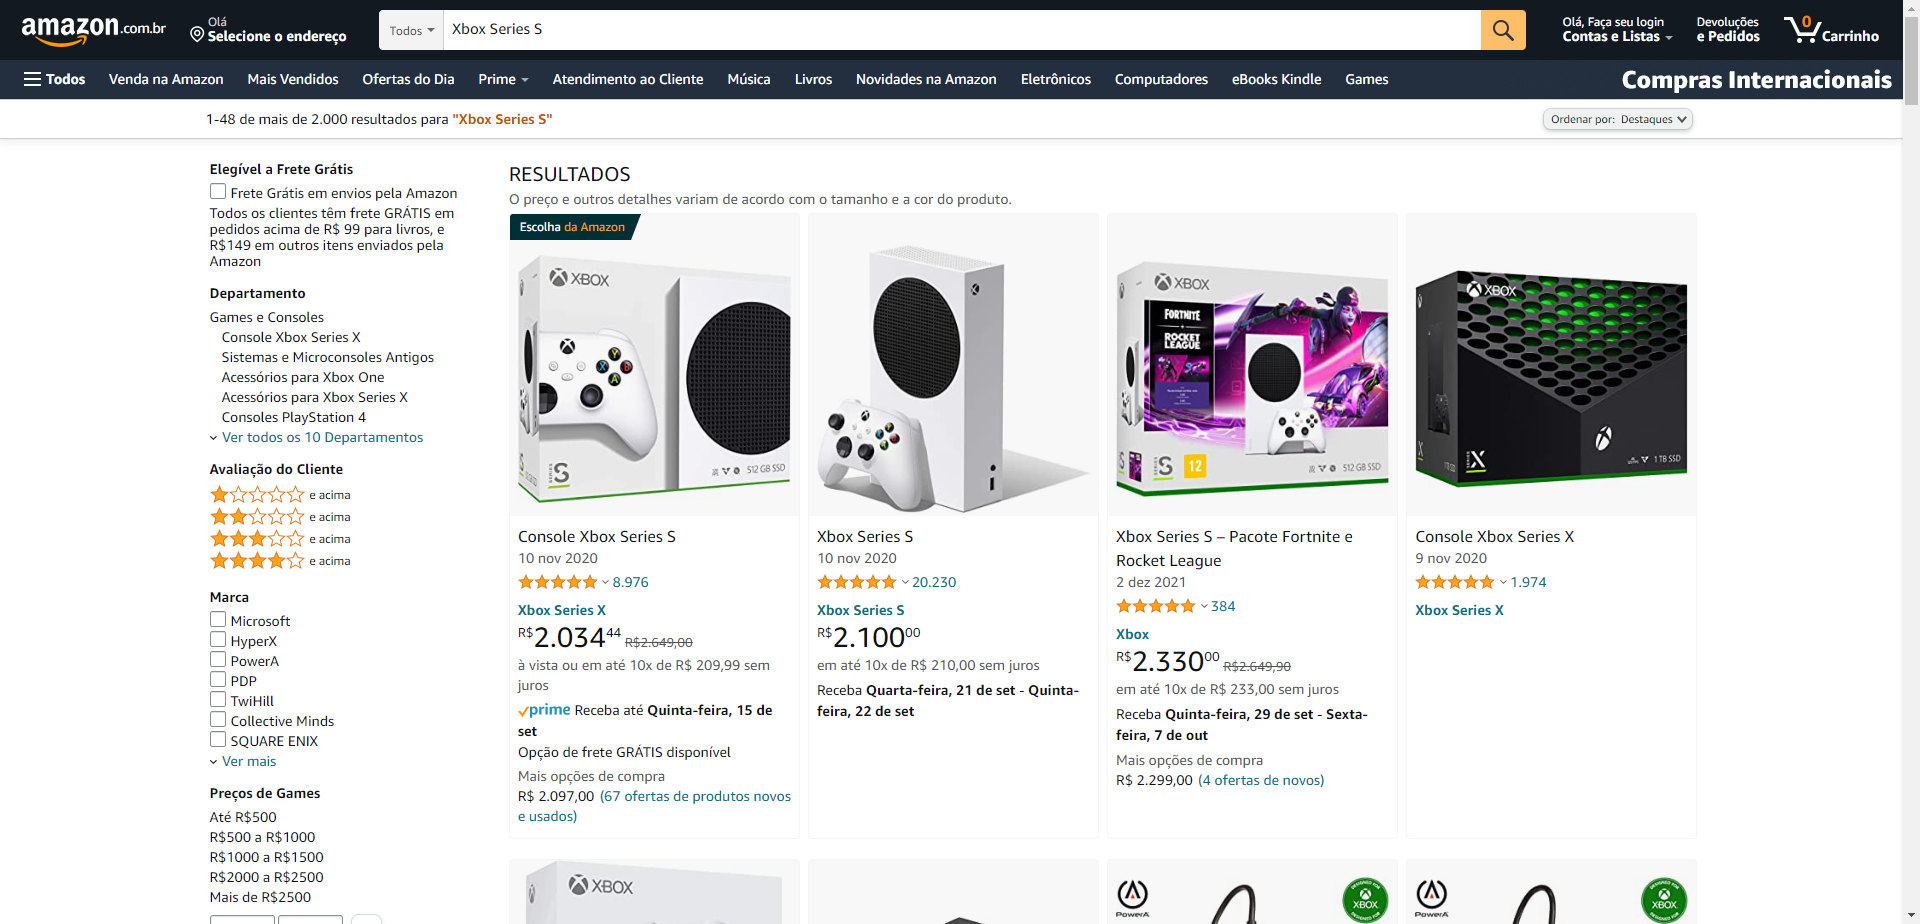 amazon.com.br
Olá
Selecione o endereço
Todos
Xbox Series S
Olá, Faça seu login
Contas e Listas
Devoluções
e Pedidos
0
Carrinho
Todos
Venda na Amazon
Mais Vendidos
Ofertas do Dia
Prime
Atendimento ao Cliente
Música
Livros
Novidades na Amazon
Eletrônicos
Computadores
eBooks Kindle
Games
Compras Internacionais
1-48 de mais de 2.000 resultados para "Xbox Series S"
Ordenar por: Destaques
Elegível a Frete Grátis
Frete Grátis em envios pela Amazon
Todos os clientes têm frete GRÁTIS em
pedidos acima de R$ 99 para livros, e
R$149 em outros itens enviados pela
Amazon
Departamento
Games e Consoles
Console Xbox Series X
Sistemas e Microconsoles Antigos
Acessórios para Xbox One
Acessórios para Xbox Series X
Consoles PlayStation 4
Ver todos os 10 Departamentos
Avaliação do Cliente
e acima
e acima
e acima
e acima
Marca
Microsoft
HyperX
PowerA
PDP
TwiHill
Collective Minds
SQUARE ENIX
Ver mais
Preços de Games
Até R$500
R$500 a R$1000
R$1000 a R$1500
R$2000 a R$2500
Mais de R$2500
RESULTADOS
O preço e outros detalhes variam de acordo com o tamanho e a cor do produto.
Escolha da Amazon
XBOX
Y
X
B
A
SERIES S
512 GB SSD
Console Xbox Series S
10 nov 2020
8.976
Xbox Series X
R$2.03444 R$2.649,00
à vista ou em até 10x de R$ 209,99 sem
juros
prime Receba até Quinta-feira, 15 de
set
Opção de frete GRÁTIS disponível
Mais opções de compra
R$ 2.097,00 (67 ofertas de produtos novos
e usados)
Xbox Series S
10 nov 2020
20.230
Xbox Series S
R$2.10000
em até 10x de R$ 210,00 sem juros
Receba Quarta-feira, 21 de set - Quinta-
feira, 22 de set
XBOX
FORTNITE
ROCKET
LEAGUE
S
SERIES S
12
512 GB SSD
Xbox Series S – Pacote Fortnite e
Rocket League
2 dez 2021
384
Xbox
R$2.33000 R$2.649,90
em até 10x de R$ 233,00 sem juros
Receba Quinta-feira, 29 de set - Sexta-
feira, 7 de out
Mais opções de compra
R$ 2.299,00 (4 ofertas de novos)
XBOX
X
SERIES X
1 TB SSD
Console Xbox Series X
9 nov 2020
1.974
Xbox Series X
XBOX
PowerA
DESIGNED FOR
XBOX
PowerA
DESIGNED FOR
XBOX